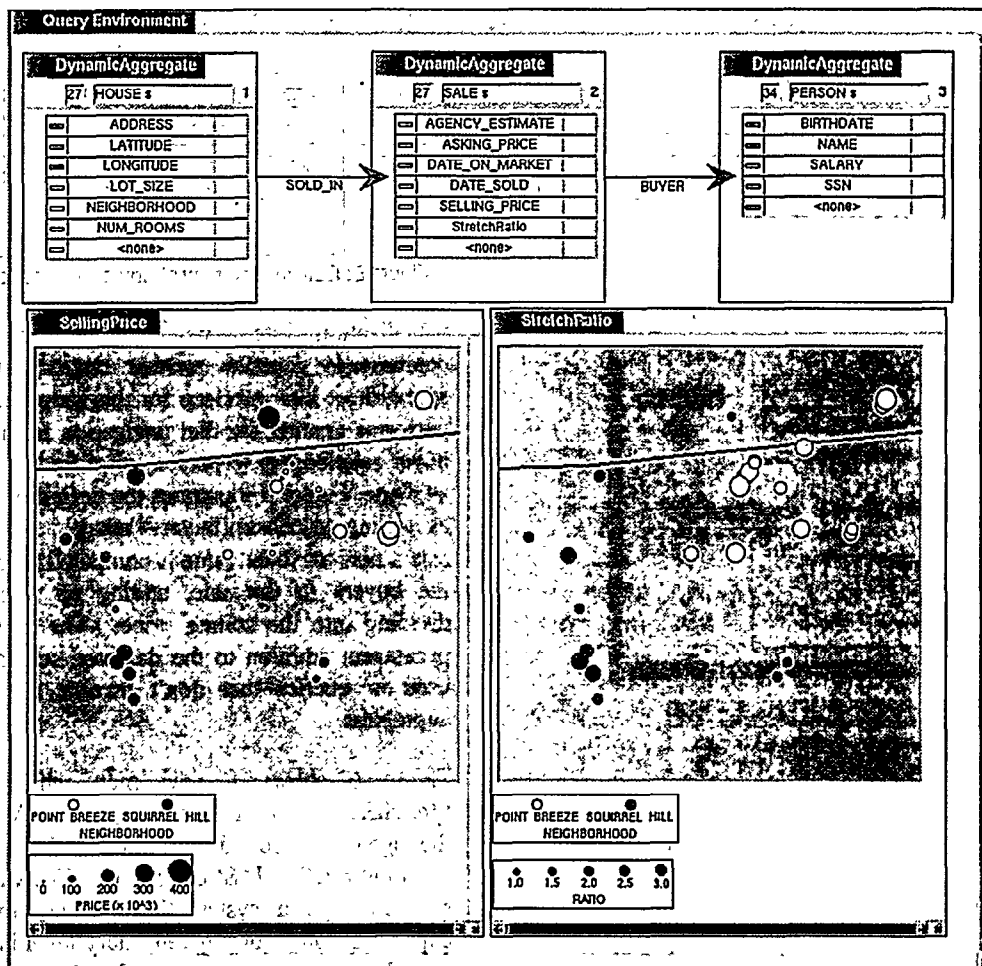 Query Environment
DynamicAggregate
27 HOUSE s 1
ADDRESS
LATITUDE
LONGITUDE
LOT_SIZE
NEIGHBORHOOD
NUM_ROOMS
<none>
SOLD_IN
DynamicAggregate
27 SALE s 2
AGENCY_ESTIMATE
ASKING_PRICE
DATE_ON_MARKET
DATE_SOLD
SELLING_PRICE
StretchRatio
<none>
BUYER
DynamicAggregate
34 PERSON s 3
BIRTHDATE
NAME
SALARY
SSN
<none>
SellingPrice
POINT BREEZE SQUIRREL HILL
NEIGHBORHOOD
0 100 200 300 400
PRICE (x 10^3)
StretchRatio
POINT BREEZE SQUIRREL HILL
NEIGHBORHOOD
1.0 1.5 2.0 2.5 3.0
RATIO